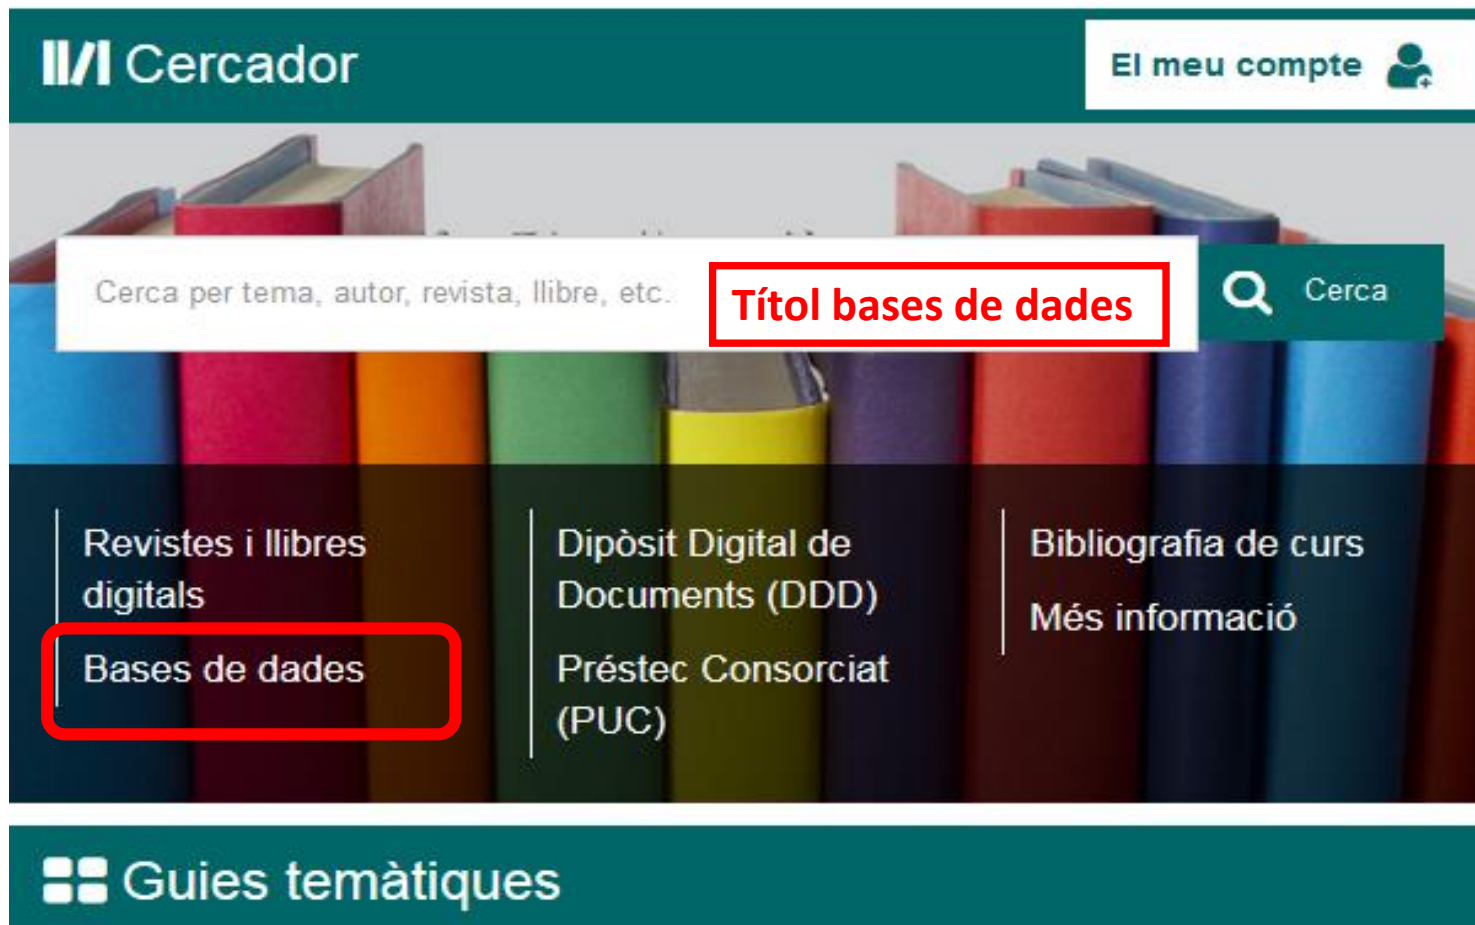 Cercador
El meu compte
Cerca per tema, autor, revista, llibre, etc.
Títol bases de dades
Cerca
Revistes i llibres
digitals
Bases de dades
Dipòsit Digital de
Documents (DDD)
Préstec Consorciat
(PUC)
Bibliografia de curs
Més informació
Guies temàtiques